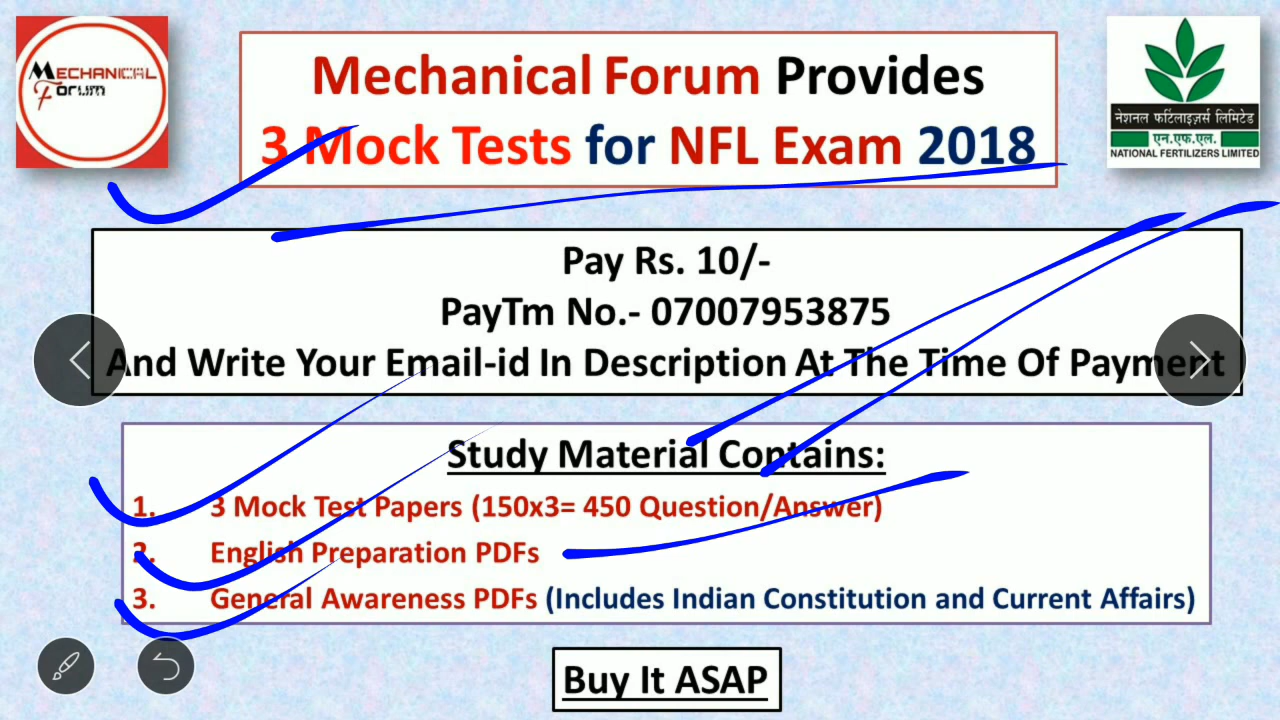 MECHANICAL
Forum
Mechanical Forum Provides
3 Mock Tests for NFL Exam 2018
नेशनल फर्टिलाइज़र्स लिमिटेड
एन.एफ.एल.
NATIONAL FERTILIZERS LIMITED
Pay Rs. 10/-
PayTm No.- 07007953875
And Write Your Email-id In Description At The Time Of Payment
Study Material Contains:
1. 3 Mock Test Papers (150x3= 450 Question/Answer)
2. English Preparation PDFs
3. General Awareness PDFs (Includes Indian Constitution and Current Affairs)
Buy It ASAP